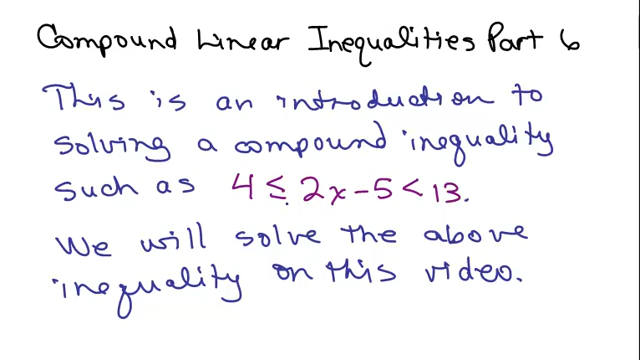 Compound Linear Inequalities Part 6
This is an introduction to
solving a compound inequality
such as 4 ≤ 2x - 5 < 13.
We will solve the above
inequality on this video.